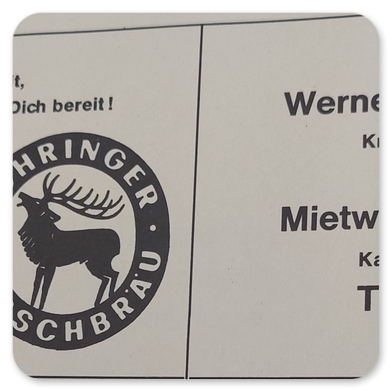 t,
Dich bereit!
HRINGER
SCHBRÄU
Werne
Kr
Mietw
Ka
T